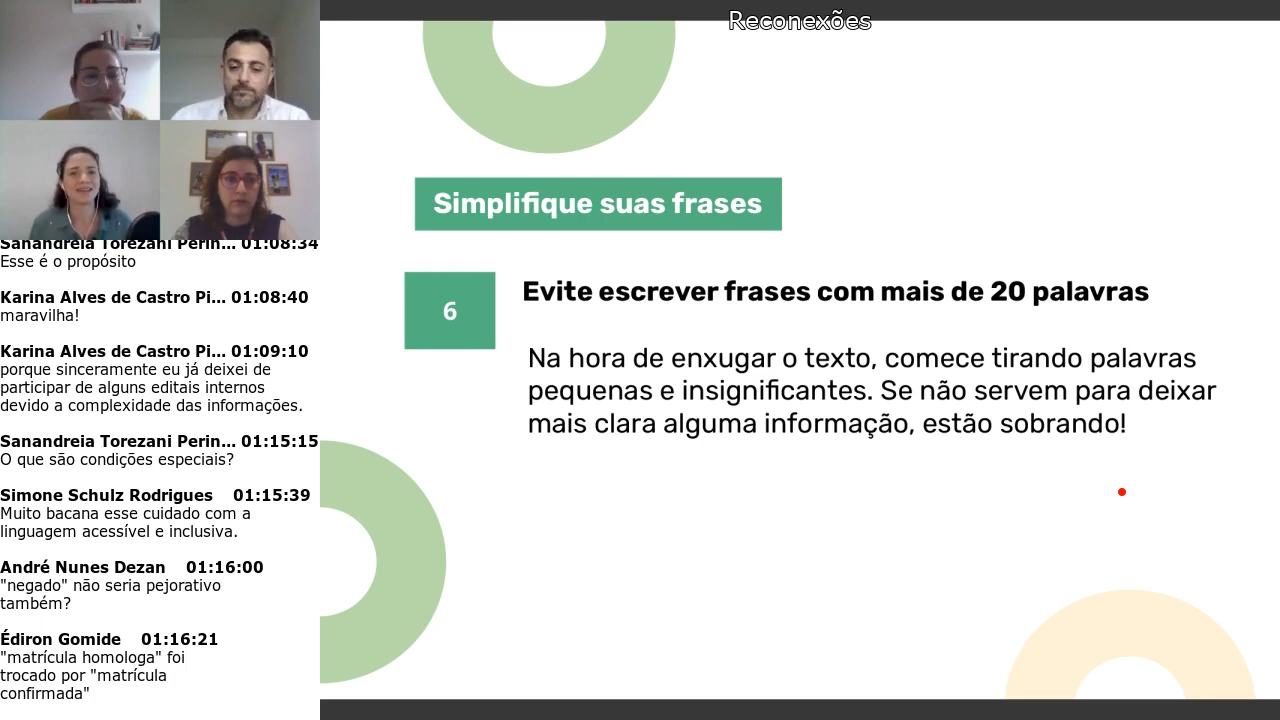 Reconexões
Simplifique suas frases
6
Evite escrever frases com mais de 20 palavras
Na hora de enxugar o texto, comece tirando palavras
pequenas e insignificantes. Se não servem para deixar
mais clara alguma informação, estão sobrando!
Sanandreia Torezani Perin... 01:08:34
Esse é o propósito
Karina Alves de Castro Pi... 01:08:40
maravilha!
Karina Alves de Castro Pi... 01:09:10
porque sinceramente eu já deixei de
participar de alguns editais internos
devido a complexidade das informações.
Sanandreia Torezani Perin... 01:15:15
O que são condições especiais?
Simone Schulz Rodrigues 01:15:39
Muito bacana esse cuidado com a
linguagem acessível e inclusiva.
André Nunes Dezan 01:16:00
"negado" não seria pejorativo
também?
Édiron Gomide 01:16:21
"matrícula homologa" foi
trocado por "matrícula
confirmada"